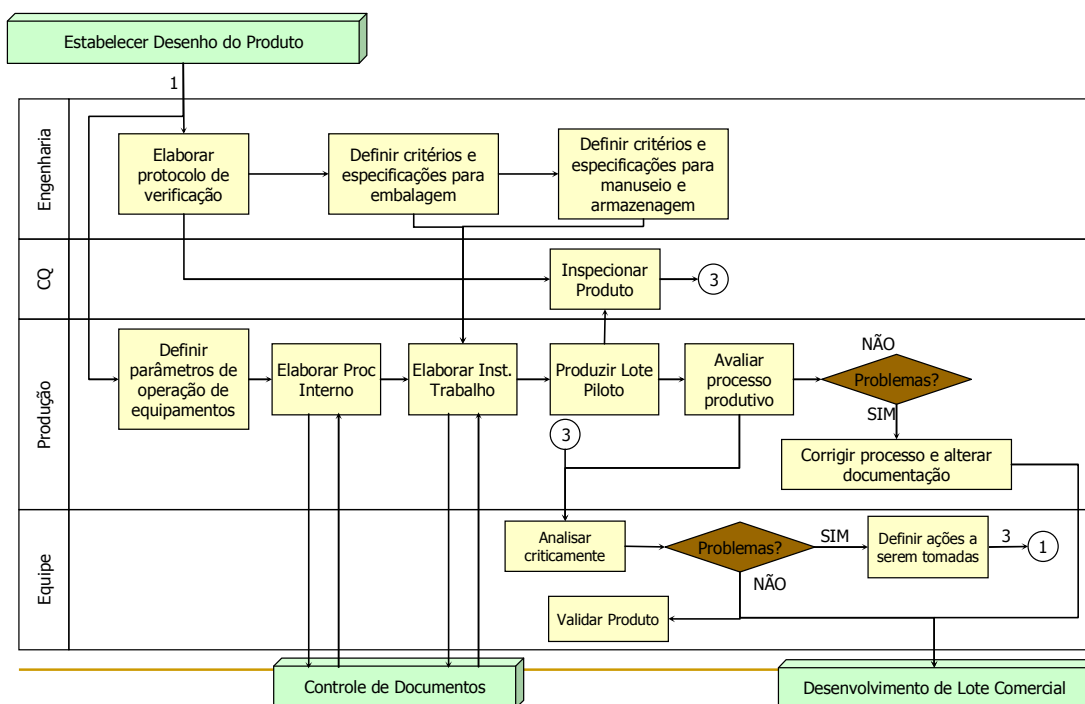 Estabelecer Desenho do Produto
1
Engenharia
Elaborar
protocolo de
verificação
Definir critérios e
especificações para
embalagem
Definir critérios e
especificações para
manuseio e
armazenagem
CQ
Inspecionar
Produto
3
Produção
Definir
parâmetros de
operação de
equipamentos
Elaborar Proc
Interno
Elaborar Inst.
Trabalho
Produzir Lote
Piloto
Avaliar
processo
produtivo
NÃO
Problemas?
SIM
3
Corrigir processo e alterar
documentação
Equipe
Analisar
criticamente
Problemas?
SIM
Definir ações a
serem tomadas
3
1
NÃO
Validar Produto
Controle de Documentos
Desenvolvimento de Lote Comercial